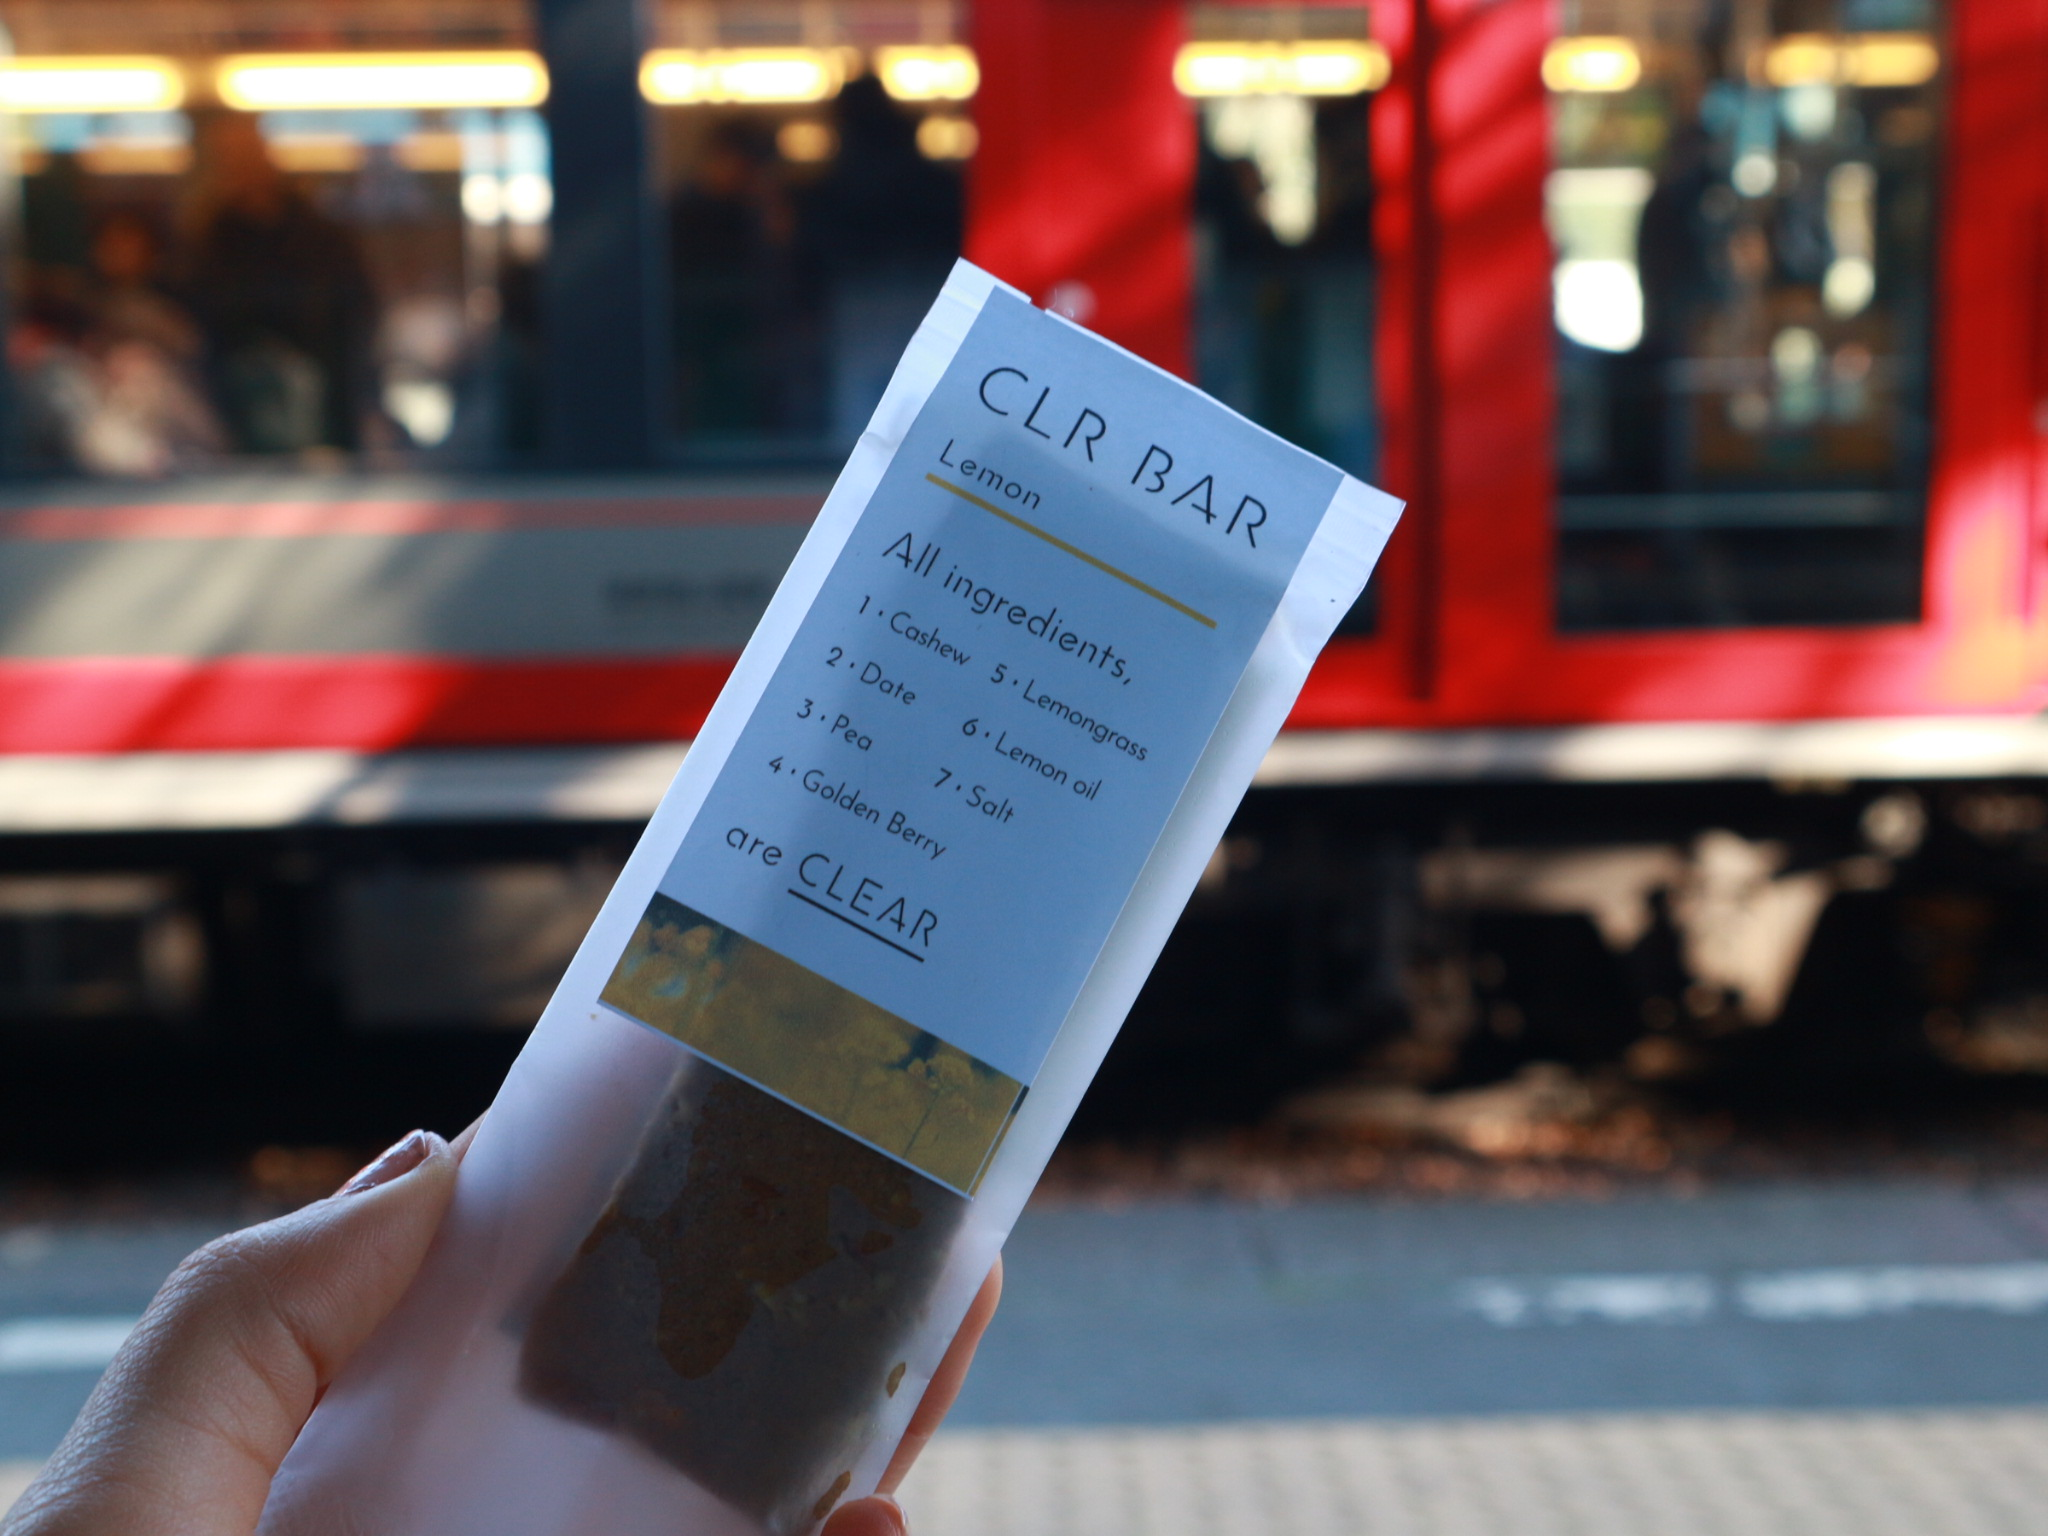 CLR BAR
Lemon
All ingredients,
1 · Cashew
2 · Date
3 · Pea
4 · Golden Berry
5 · Lemongrass
6 · Lemon oil
7 · Salt
are CLEAR